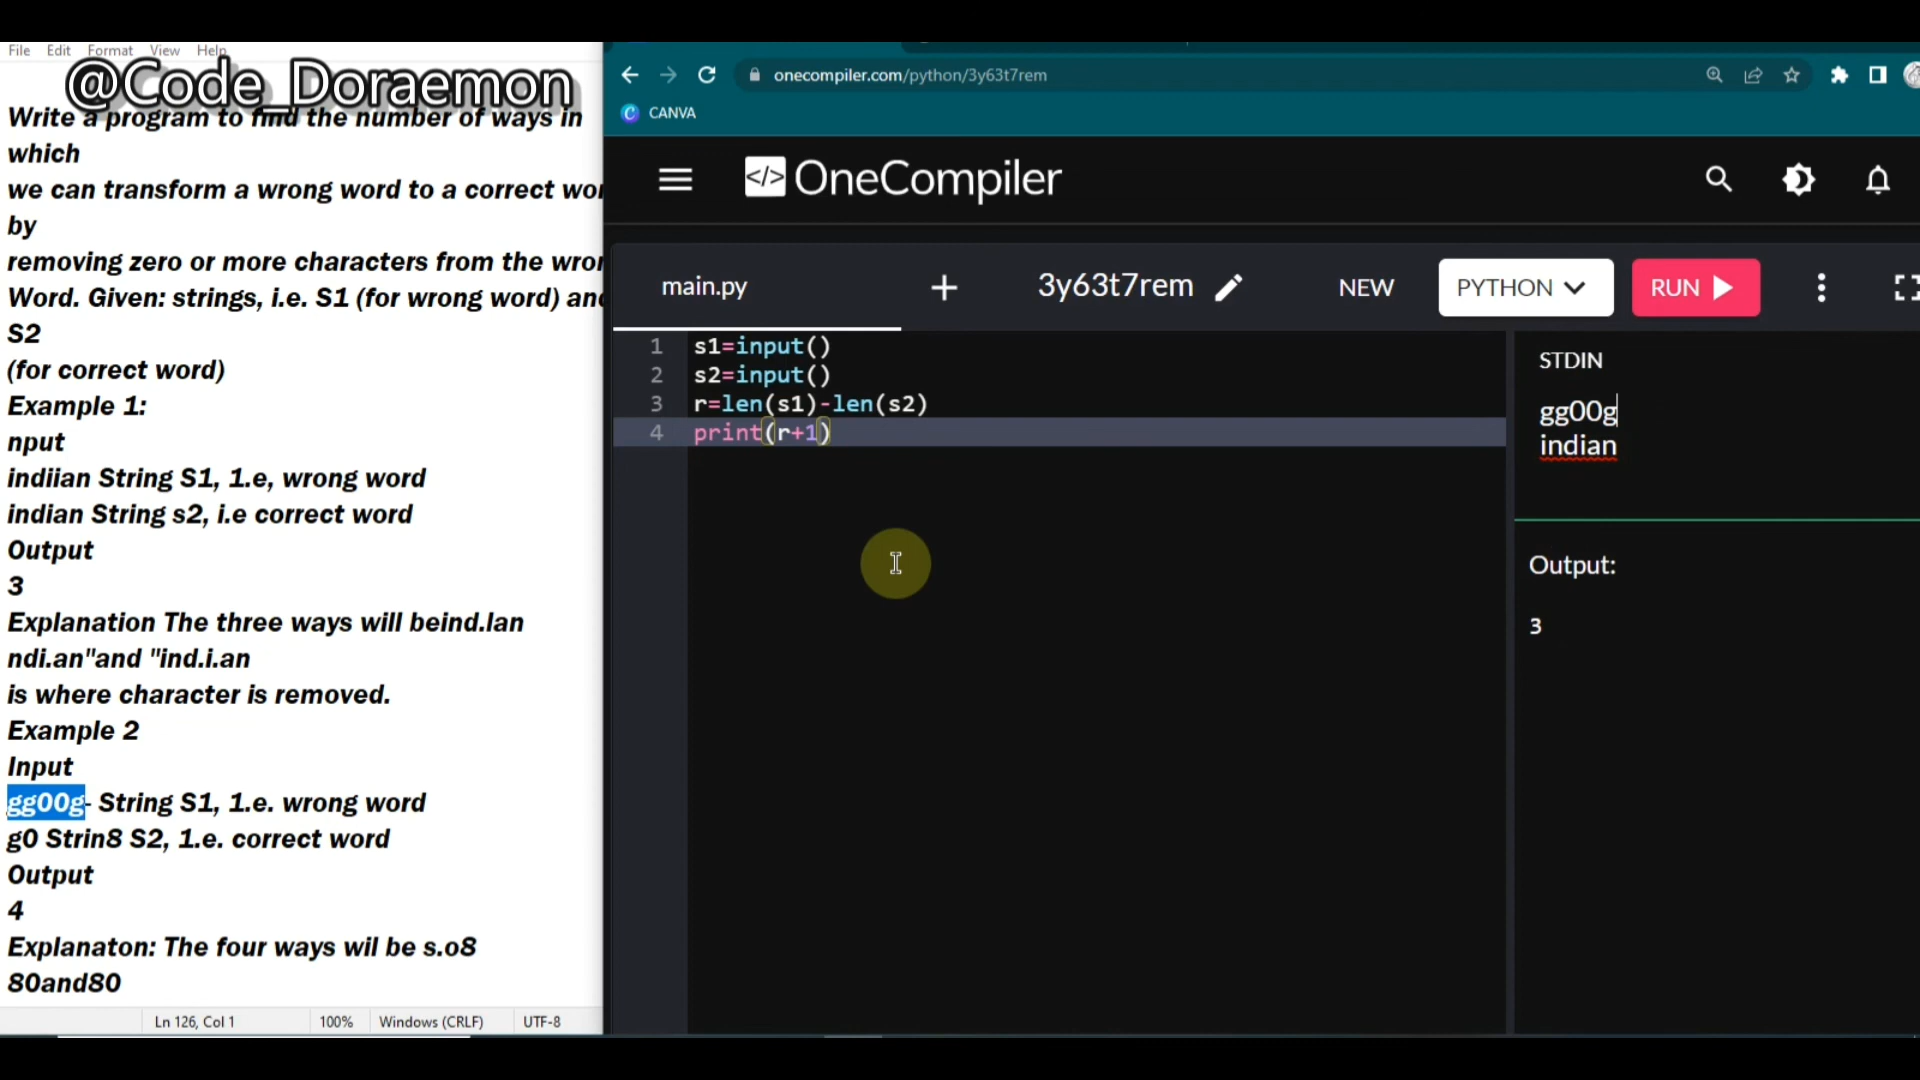 File Edit Format View Help
@Code_Doraemon
Write a program to find the number of ways in
which
we can transform a wrong word to a correct wor
by
removing zero or more characters from the wror
Word. Given: strings, i.e. S1 (for wrong word) and
S2
(for correct word)
Example 1:
nput
indiian String S1, 1.e, wrong word
indian String s2, i.e correct word
Output
3
Explanation The three ways will beind.lan
ndi.an"and "ind.i.an
is where character is removed.
Example 2
Input
gg00g- String S1, 1.e. wrong word
g0 Strin8 S2, 1.e. correct word
Output
4
Explanaton: The four ways wil be s.o8
80and80
Ln 126, Col 1 100% Windows (CRLF) UTF-8
onecompiler.com/python/3y63t7rem
C CANVA
</> OneCompiler
main.py + 3y63t7rem NEW PYTHON RUN
1 s1=input()
2 s2=input()
3 r=len(s1)-len(s2)
4 print(r+1)
STDIN
gg00g
indian
Output:
3